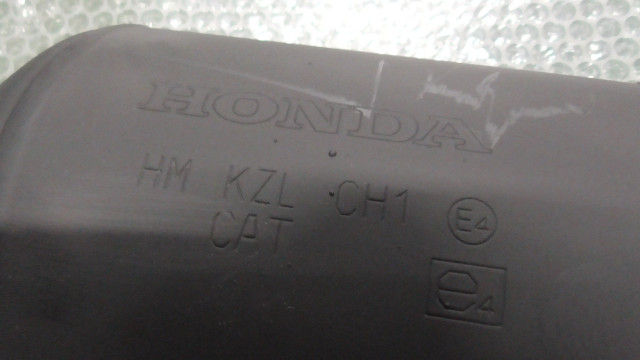 HONDA
HM KZL CH1 E4
CAT
e4